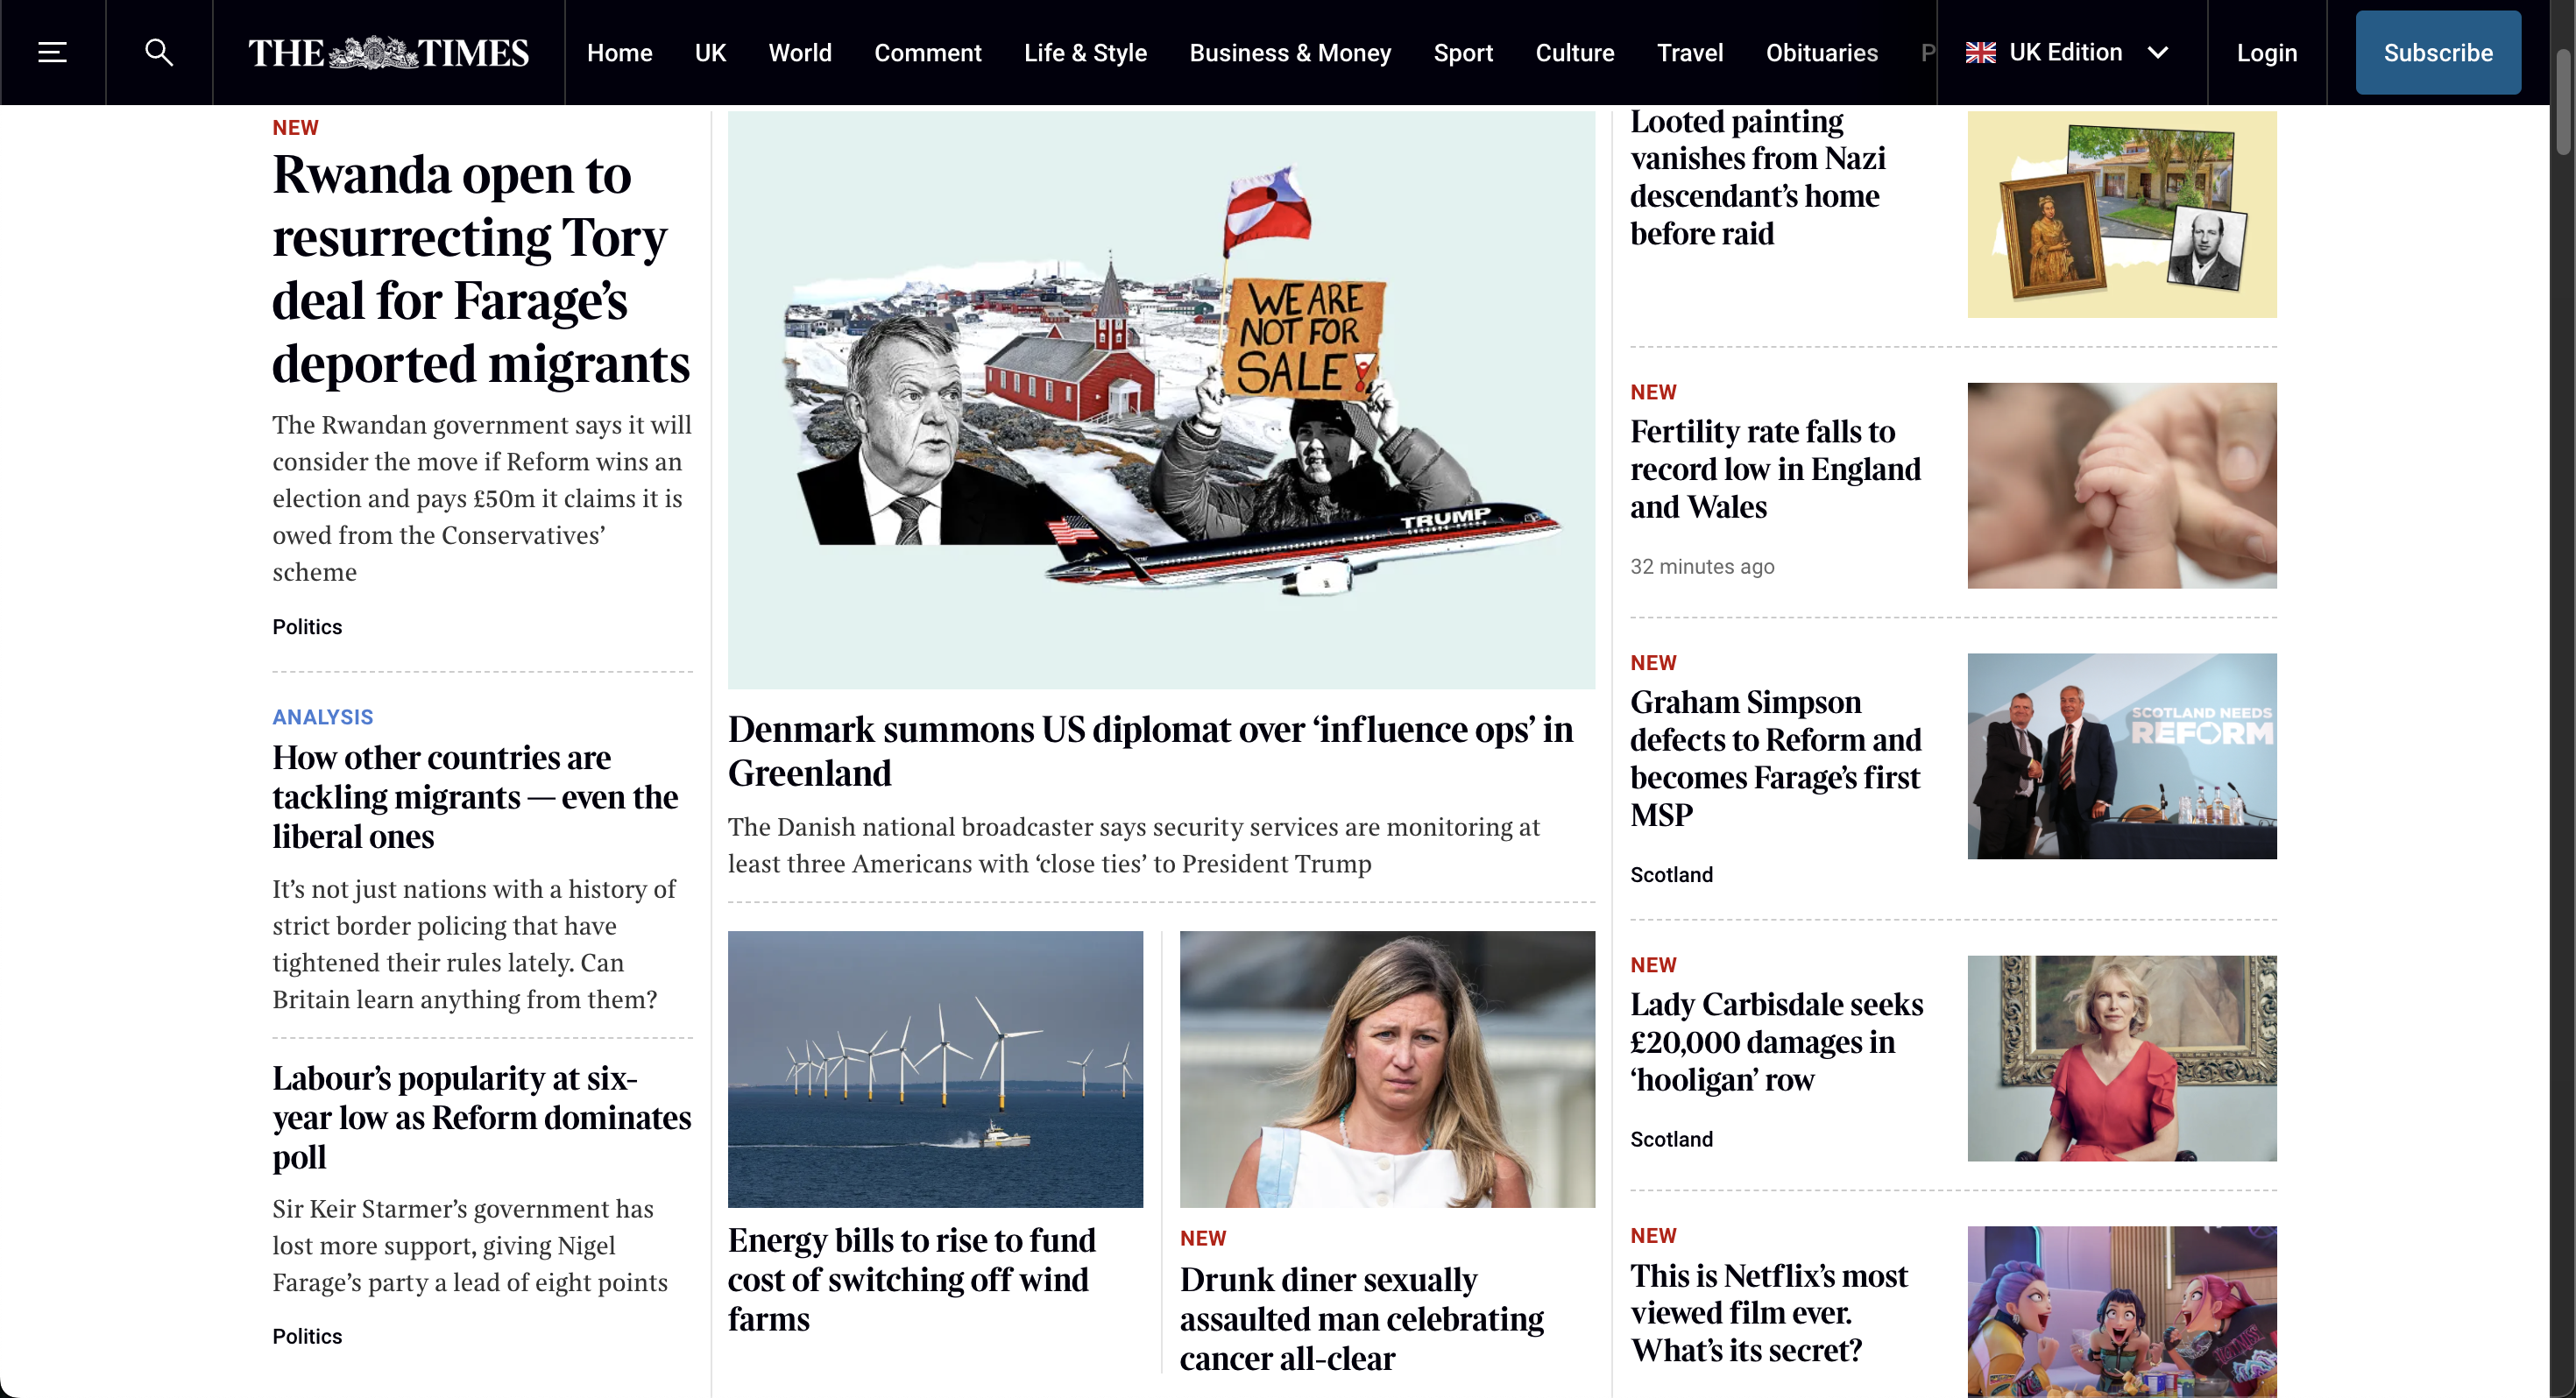 THE TIMES
Home
UK
World
Comment
Life & Style
Business & Money
Sport
Culture
Travel
Obituaries
P
UK Edition
Login
Subscribe
NEW
Rwanda open to
resurrecting Tory
deal for Farage’s
deported migrants
The Rwandan government says it will
consider the move if Reform wins an
election and pays £50m it claims it is
owed from the Conservatives’
scheme
Politics
ANALYSIS
How other countries are
tackling migrants — even the
liberal ones
It’s not just nations with a history of
strict border policing that have
tightened their rules lately. Can
Britain learn anything from them?
Labour’s popularity at six-
year low as Reform dominates
poll
Sir Keir Starmer’s government has
lost more support, giving Nigel
Farage’s party a lead of eight points
Politics
WE ARE
NOT FOR
SALE!
TRUMP
Denmark summons US diplomat over ‘influence ops’ in
Greenland
The Danish national broadcaster says security services are monitoring at
least three Americans with ‘close ties’ to President Trump
Energy bills to rise to fund
cost of switching off wind
farms
NEW
Drunk diner sexually
assaulted man celebrating
cancer all-clear
Looted painting
vanishes from Nazi
descendant’s home
before raid
NEW
Fertility rate falls to
record low in England
and Wales
32 minutes ago
NEW
Graham Simpson
defects to Reform and
becomes Farage’s first
MSP
Scotland
SCOTLAND NEEDS
REFORM
NEW
Lady Carbisdale seeks
£20,000 damages in
‘hooligan’ row
Scotland
NEW
This is Netflix’s most
viewed film ever.
What’s its secret?